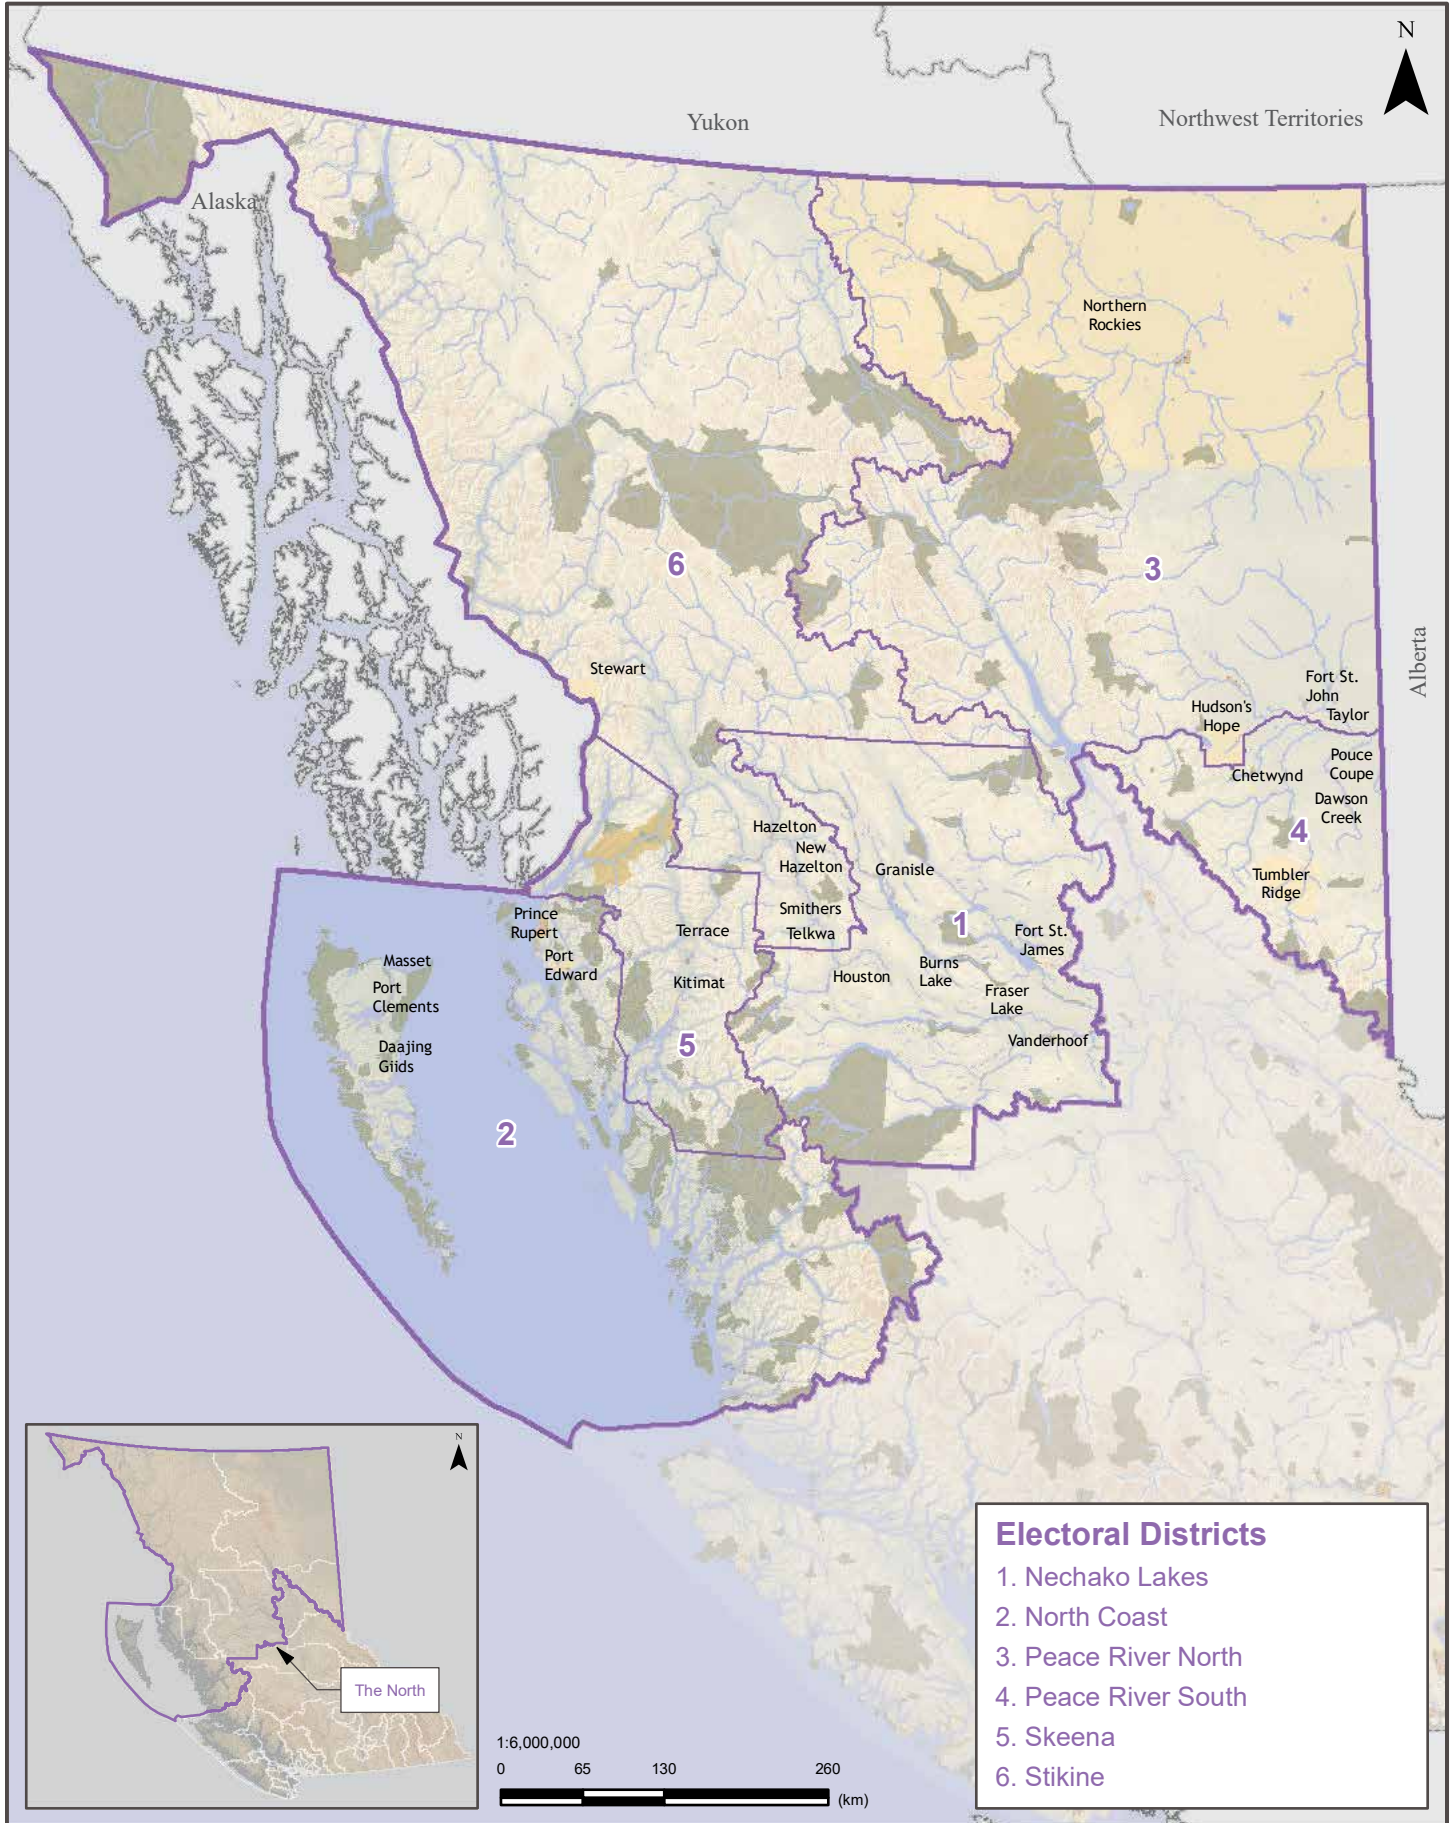 N
Yukon
Northwest Territories
Alaska
Northern
Rockies
6
3
Alberta
Stewart
Fort St.
John
Taylor
Hudson's
Hope
Pouce
Coupe
Chetwynd
Dawson
Creek
4
Tumbler
Ridge
Hazelton
New
Hazelton
Granisle
Smithers
Telkwa
1
Fort St.
James
Prince
Rupert
Port
Edward
Terrace
Kitimat
Houston
Burns
Lake
Fraser
Lake
Vanderhoof
Masset
Port
Clements
Daajing
Giids
5
2
N
The North
1:6,000,000
0 65 130 260
(km)
Electoral Districts
1. Nechako Lakes
2. North Coast
3. Peace River North
4. Peace River South
5. Skeena
6. Stikine